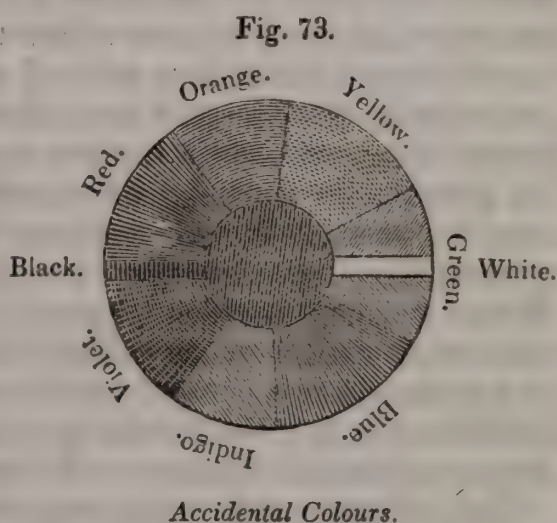 Fig. 73.
Orange.
Yellow.
Red.
Black.
Green.
White.
Violet.
Blue.
Indigo.
Accidental Colours.